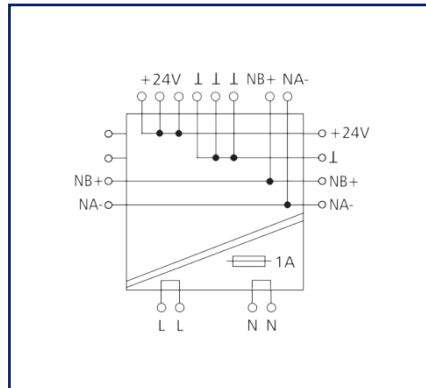 +24V ⊥ ⊥ ⊥ NB+ NA-
+24V
⊥
NB+ NB+
NA- NA-
1A
L L N N